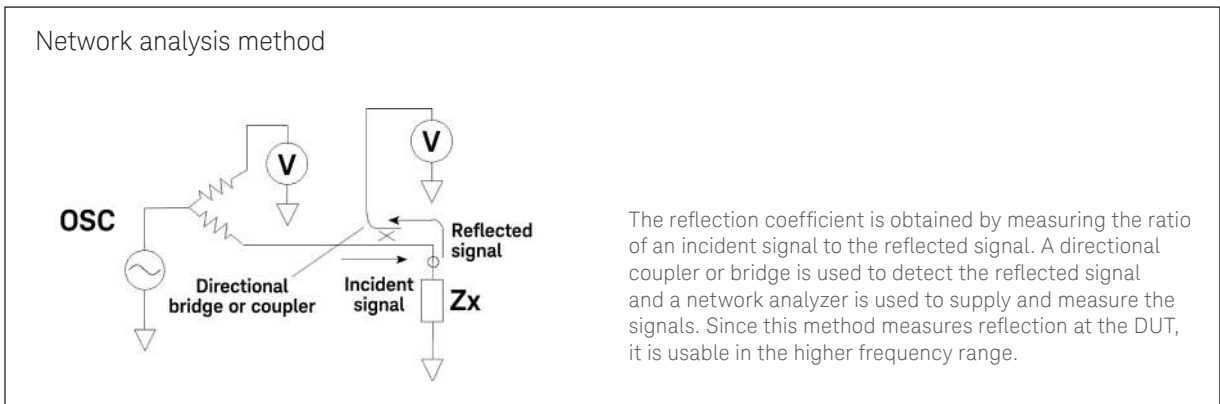 Network analysis method
V
V
OSC
Reflected
signal
Directional
bridge or coupler
Incident
signal
Zx
The reflection coefficient is obtained by measuring the ratio
of an incident signal to the reflected signal. A directional
coupler or bridge is used to detect the reflected signal
and a network analyzer is used to supply and measure the
signals. Since this method measures reflection at the DUT,
it is usable in the higher frequency range.